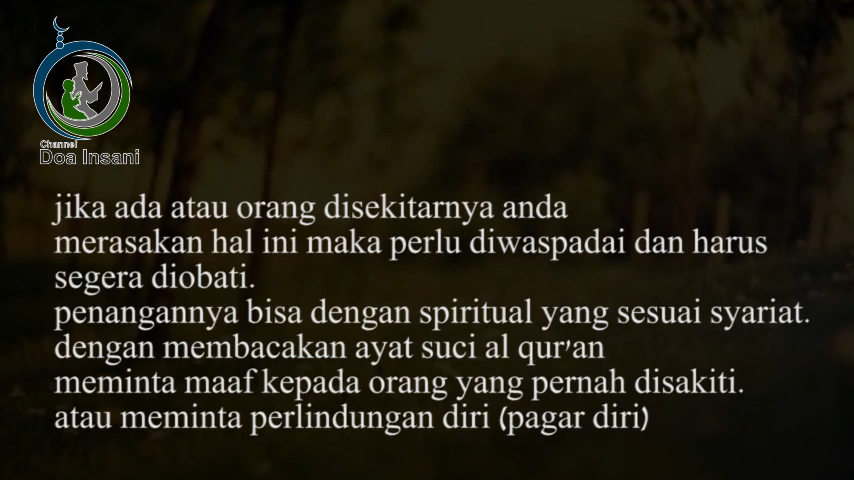 Channel
Doa Insani
jika ada atau orang disekitarnya anda
merasakan hal ini maka perlu diwaspadai dan harus
segera diobati.
penangannya bisa dengan spiritual yang sesuai syariat.
dengan membacakan ayat suci al qur'an
meminta maaf kepada orang yang pernah disakiti.
atau meminta perlindungan diri (pagar diri)